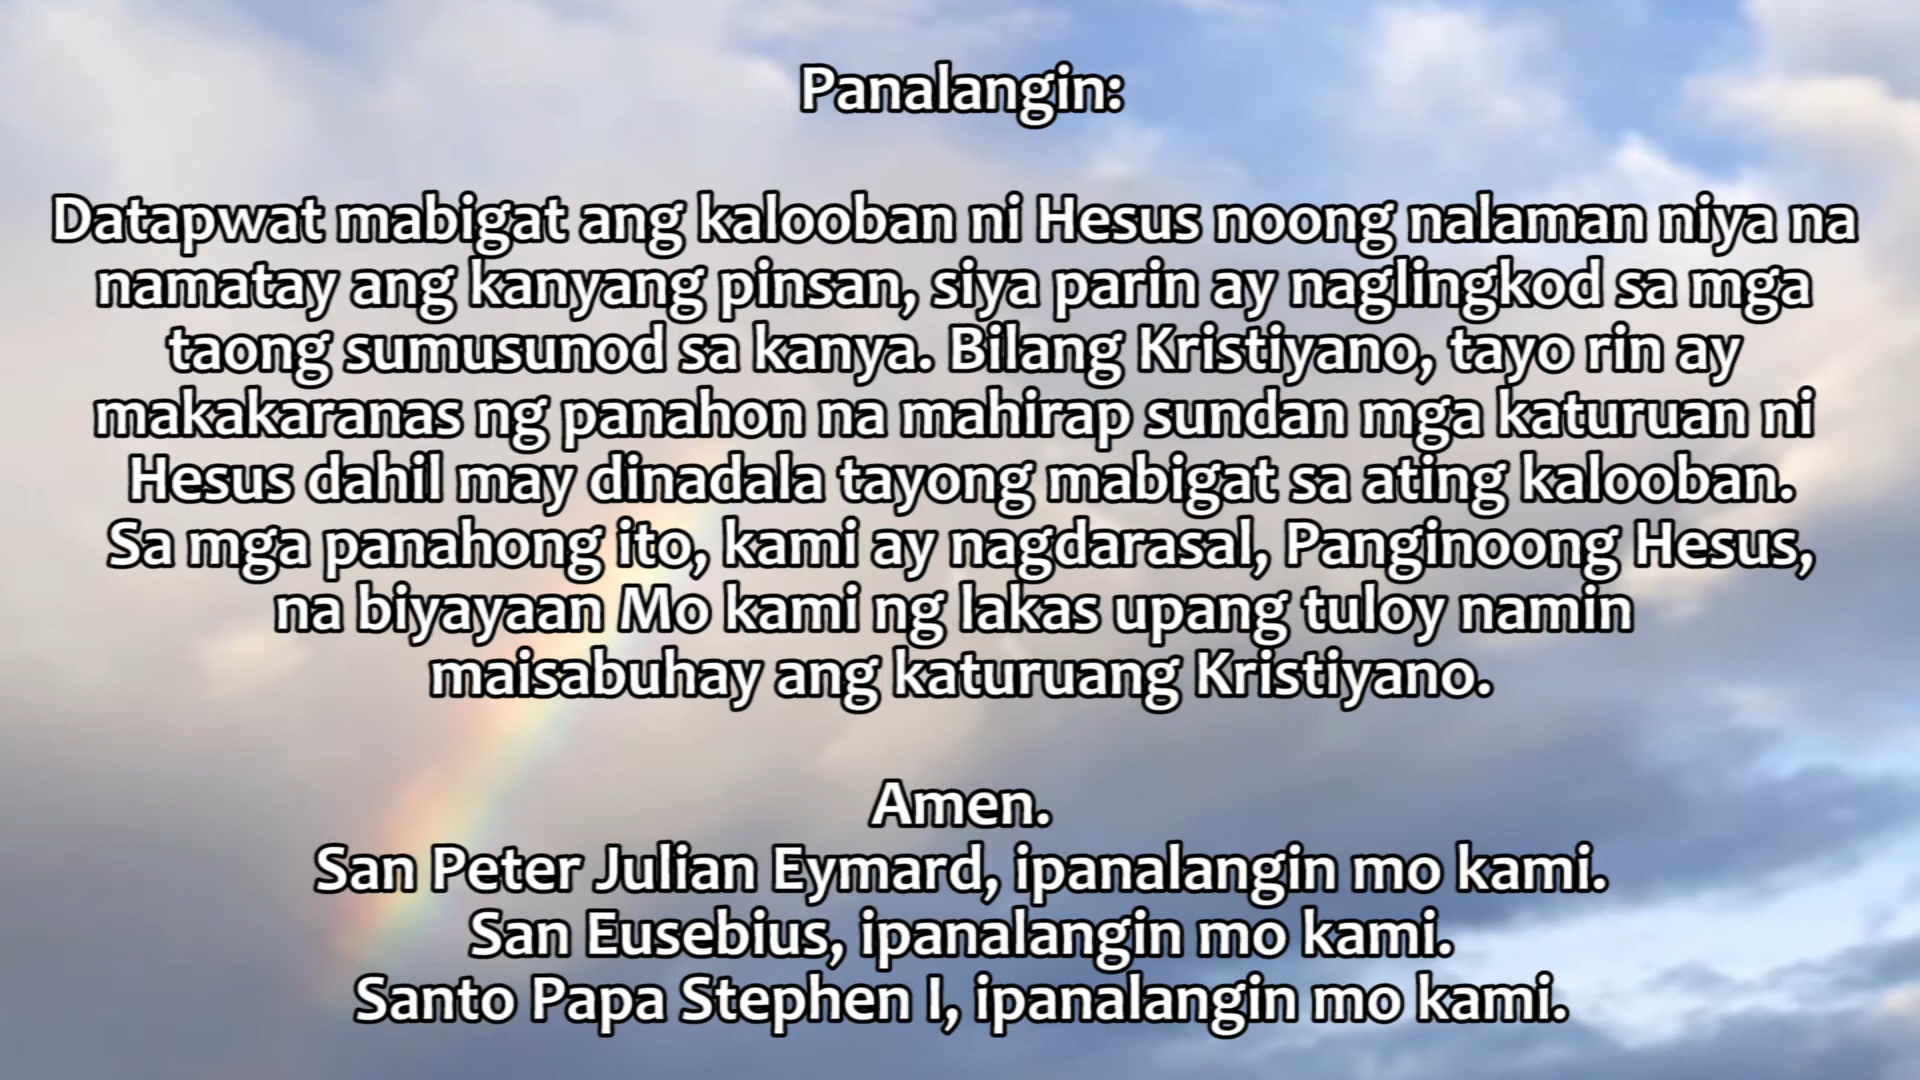 Panalangin:
Datapwat mabigat ang kalooban ni Hesus noong nalaman niya na
namatay ang kanyang pinsan, siya parin ay naglingkod sa mga
taong sumusunod sa kanya. Bilang Kristiyano, tayo rin ay
makakaranas ng panahon na mahirap sundan mga katuruan ni
Hesus dahil may dinadala tayong mabigat sa ating kalooban.
Sa mga panahong ito, kami ay nagdarasal, Panginoong Hesus,
na biyayaan Mo kami ng lakas upang tuloy namin
maisabuhay ang katuruang Kristiyano.
Amen.
San Peter Julian Eymard, ipanalangin mo kami.
San Eusebius, ipanalangin mo kami.
Santo Papa Stephen I, ipanalangin mo kami.